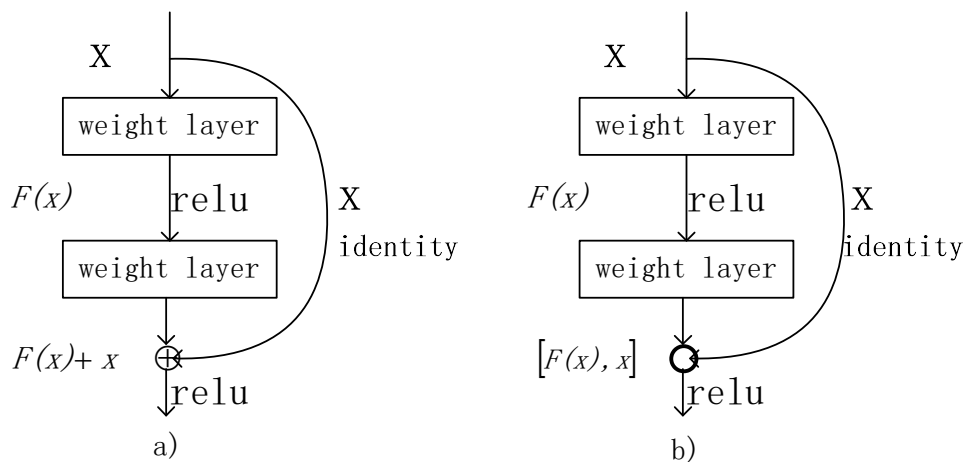 X
weight layer
F(x)
relu
X
identity
weight layer
F(x)+ x
relu
a)
X
weight layer
F(x)
relu
X
identity
weight layer
[F(x), x]
relu
b)